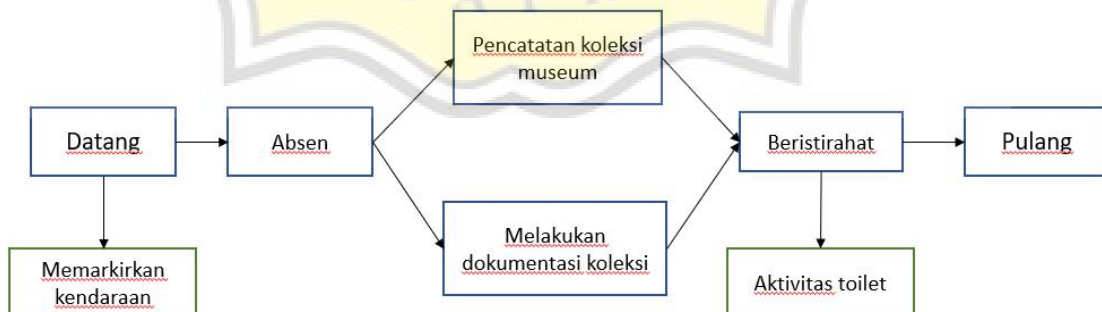 Pencatatan koleksi
museum
Datang
Absen
Beristirahat
Pulang
Melakukan
dokumentasi koleksi
Memarkirkan
kendaraan
Aktivitas toilet